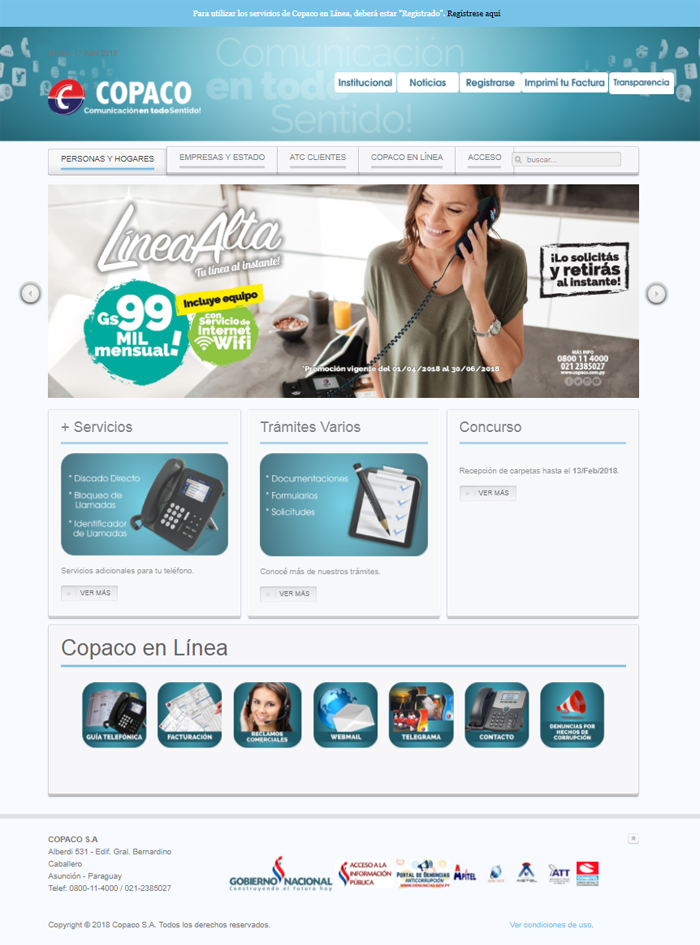 Para utilizar los servicios de Copaco en Línea, deberá estar "Registrado". Registrese aquí
Comunicación
en todo
Sentido!
COPACO
Comunicación en todo Sentido!
Institucional
Noticias
Registrarse
Imprimí tu Factura
Transparencia
PERSONAS Y HOGARES
EMPRESAS Y ESTADO
ATC CLIENTES
COPACO EN LÍNEA
ACCESO
buscar...
LíneaAlta
Tu línea al instante!
Gs 99
MIL
mensual!
Incluye equipo
con
Servicio de
Internet
Wifi
¡Lo solicitás
y retirás
al instante!
*Promoción vigente del 01/04/2018 al 30/06/2018
MÁS INFO
0800 11 4000
021 2385027
www.copaco.com.py
+ Servicios
* Discado Directo
* Bloqueo de
Llamadas
* Identificador
de Llamadas
Servicios adicionales para tu teléfono.
VER MÁS
Trámites Varios
* Documentaciones
* Formularios
* Solicitudes
Conocé más de nuestros trámites.
VER MÁS
Concurso
Recepción de carpetas hasta el 13/Feb/2018.
VER MÁS
Copaco en Línea
GUÍA TELEFÓNICA
FACTURACIÓN
RECLAMOS
COMERCIALES
WEBMAIL
TELEGRAMA
CONTACTO
DENUNCIAS POR
HECHOS DE
CORRUPCIÓN
COPACO S.A
Alberdi 531 - Edif. Gral. Bernardino
Caballero
Asunción - Paraguay
Telef: 0800-11-4000 / 021-2385027
GOBIERNO NACIONAL
Construyendo el futuro hoy
ACCESO A LA
INFORMACIÓN
PÚBLICA
PORTAL DE DENUNCIAS
ANTICORRUPCIÓN
WWW.DENUNCIAS.GOV.PY
Copyright © 2018 Copaco S.A. Todos los derechos reservados.
Ver condiciones de uso.